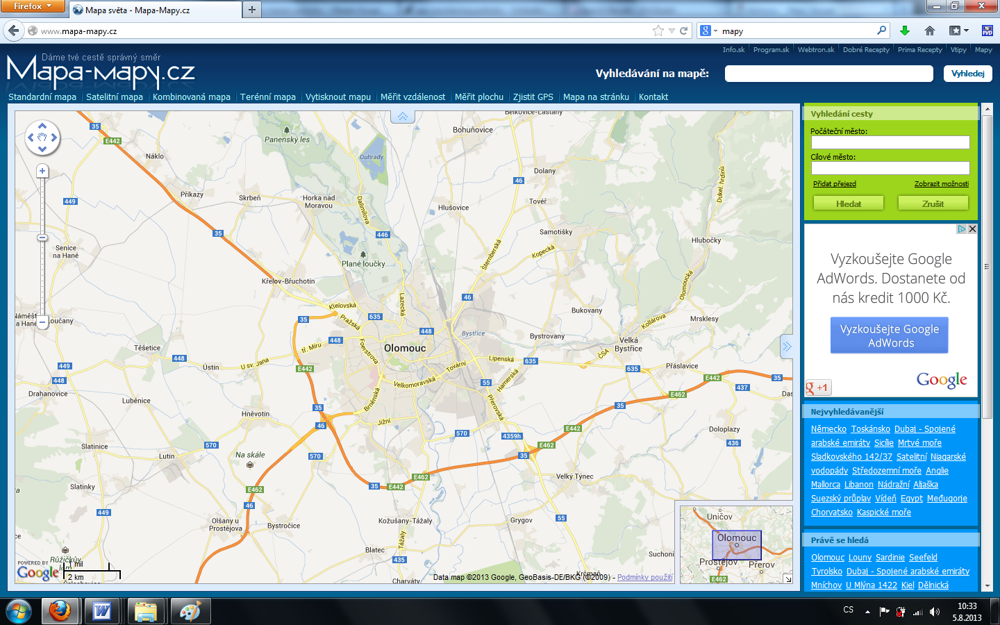 Firefox
Mapa světa - Mapa-Mapy.cz
www.mapa-mapy.cz
mapy
FVD
Info.sk Program.sk Webtron.sk Dobré Recepty Prima Recepty Vtipy Mapy
Dáme tvé cestě správný směr
Mapa-mapy.cz
Vyhledávání na mapě:
Vyhledej
Standardní mapa Satelitní mapa Kombinovaná mapa Terénní mapa Vytisknout mapu Měřit vzdálenost Měřit plochu Zjistit GPS Mapa na stránku Kontakt
Bělkovice-Lašťany
35
E442
Panenský les
Bohuňovice
Náklo
Ouhrady
Dolany
46
Dukel. hrdinů
Příkazy
Skrbeň
Horka nad
Moravou
Dafimilova
Hlušovice
Tovéř
449
35
446
Samotišky
Hlubočky
Senice
na Hané
Šternberská
Kopecká
Plané loučky
Křelov-Břuchotín
Olomoucká
Lazecká
46
Křelovská
Bukovany
Náměšť
na Hané
Loučany
35
Pražská
635
Kollárova
Mrsklesy
448
Bystřice
Bystrovany
tř. Míru
448
Foerstrova
Olomouc
Velká
Bystřice
Těšetice
448
ČSA
449
Ústín
U sv. Jana
Tovární
Lipenská
635
635
Přáslavice
E442
448
Velkomoravská
55
Hamerská
E442
35
Drahanovice
437
Luběnice
Brněnská
Přerovská
E462
Hněvotín
35
35
46
Jižní
E442
Doloplazy
Slatinice
570
570
4359h
436
Lutín
Na skále
570
E462
35
Slatinky
E462
35
E442
E462
Velký Týnec
449
46
Olšany u
Prostějova
Bystročice
Kožušany-Tážaly
Grygov
55
Tážaly
Blatec
Růžičkův
lom
435
Suchoni
Charváty
Krčmaň
POWERED BY
Google
1 mil
2 km
Data map ©2013 Google, GeoBasis-DE/BKG (©2009) - Podmínky použití
Uničov
Olomouc
Prostějov
Přerov
E462
Vyhledání cesty
Počáteční město:
Cílové město:
Přidat přejezd Zobrazit možnosti
Hledat Zrušit
Vyzkoušejte Google
AdWords. Dostanete od
nás kredit 1000 Kč.
Vyzkoušejte Google
AdWords
Google
g +1
Nejvyhledávanější
Německo Toskánsko Dubaj - Spojené
arabské emiráty Sicílie Mrtvé moře
Sladkovského 142/37 Satelitní Niagarské
vodopády Středozemní moře Anglie
Mallorca Libanon Nádražní Aljaška
Suezský průplav Vídeň Egypt Međugorje
Chorvatsko Kaspické moře
Právě se hledá
Olomouc Louny Sardinie Seefeld
Tyrolsko Dubaj - Spojené arabské emiráty
Mnichov U Mlýna 1422 Kiel Dělnická
CS
10:33
5.8.2013